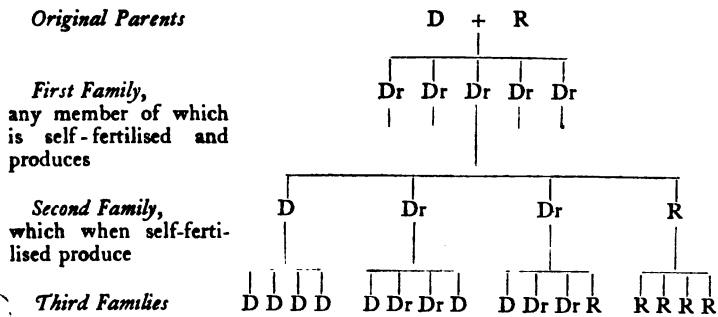 Original Parents D + R
First Family, Dr Dr Dr Dr Dr
any member of which
is self-fertilised and
produces
Second Family, D Dr Dr R
which when self-ferti-
lised produce
Third Families D D D D D Dr Dr D D Dr Dr R R R R R